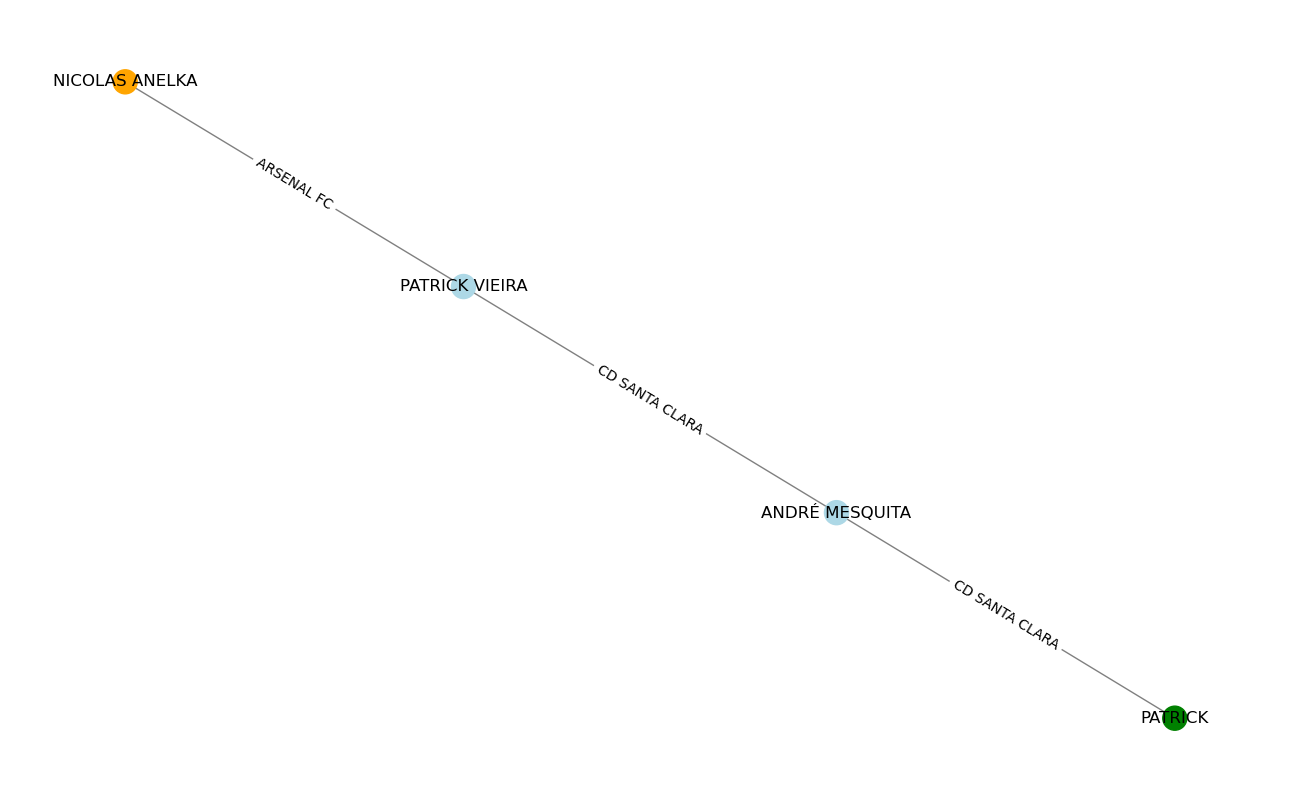 NICOLAS ANELKA
ARSENAL FC
PATRICK VIEIRA
CD SANTA CLARA
ANDRÉ MESQUITA
CD SANTA CLARA
PATRICK